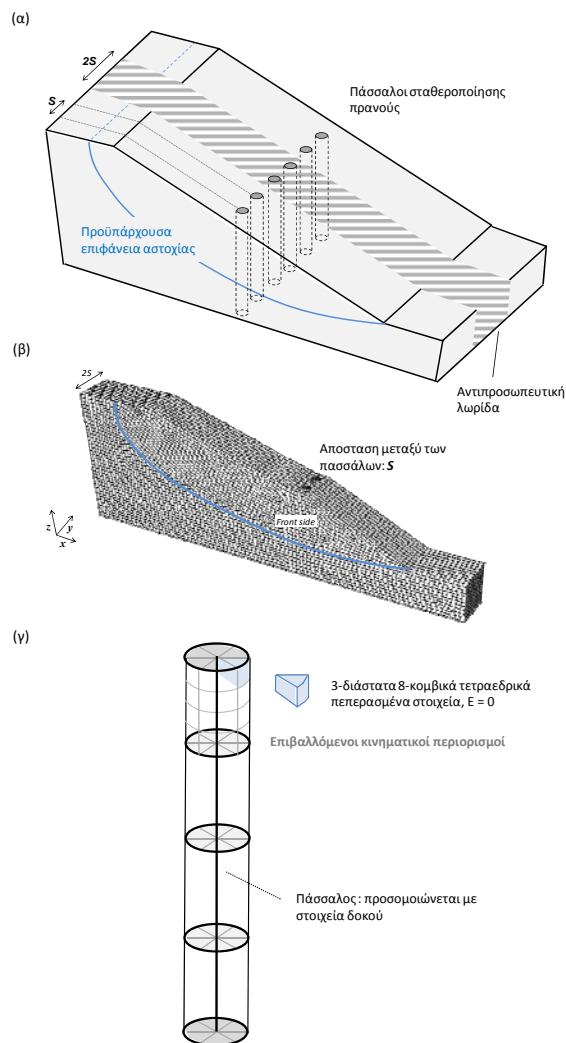 (α)
2S
S
Πάσσαλοι σταθεροποίησης
πρανούς
Προϋπάρχουσα
επιφάνεια αστοχίας
Αντιπροσωπευτική
λωρίδα
(β)
2S
Αποσταση μεταξύ των
πασσάλων: S
Front side
z
y
x
(γ)
3-διάστατα 8-κομβικά τετραεδρικά
πεπερασμένα στοιχεία, Ε = 0
Επιβαλλόμενοι κινηματικοί περιορισμοί
Πάσσαλος : προσομοιώνεται με
στοιχεία δοκού